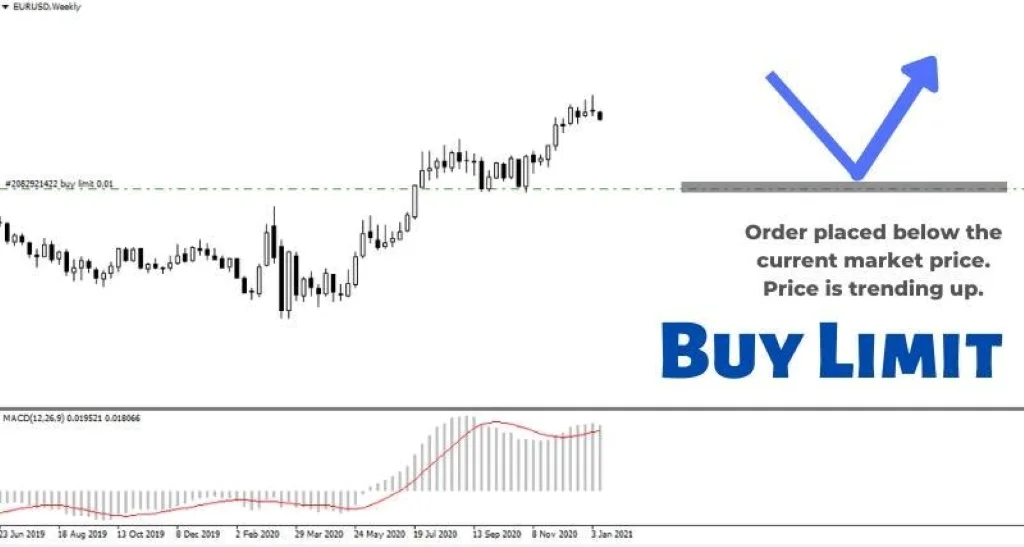 EURUSD,Weekly
#2082921422 buy limit 0.01
Order placed below the
current market price.
Price is trending up.
BUY LIMIT
MACD(12,26,9) 0.019521 0.018066
23 Jun 2019 18 Aug 2019 13 Oct 2019 8 Dec 2019 2 Feb 2020 29 Mar 2020 24 May 2020 19 Jul 2020 13 Sep 2020 8 Nov 2020 3 Jan 2021